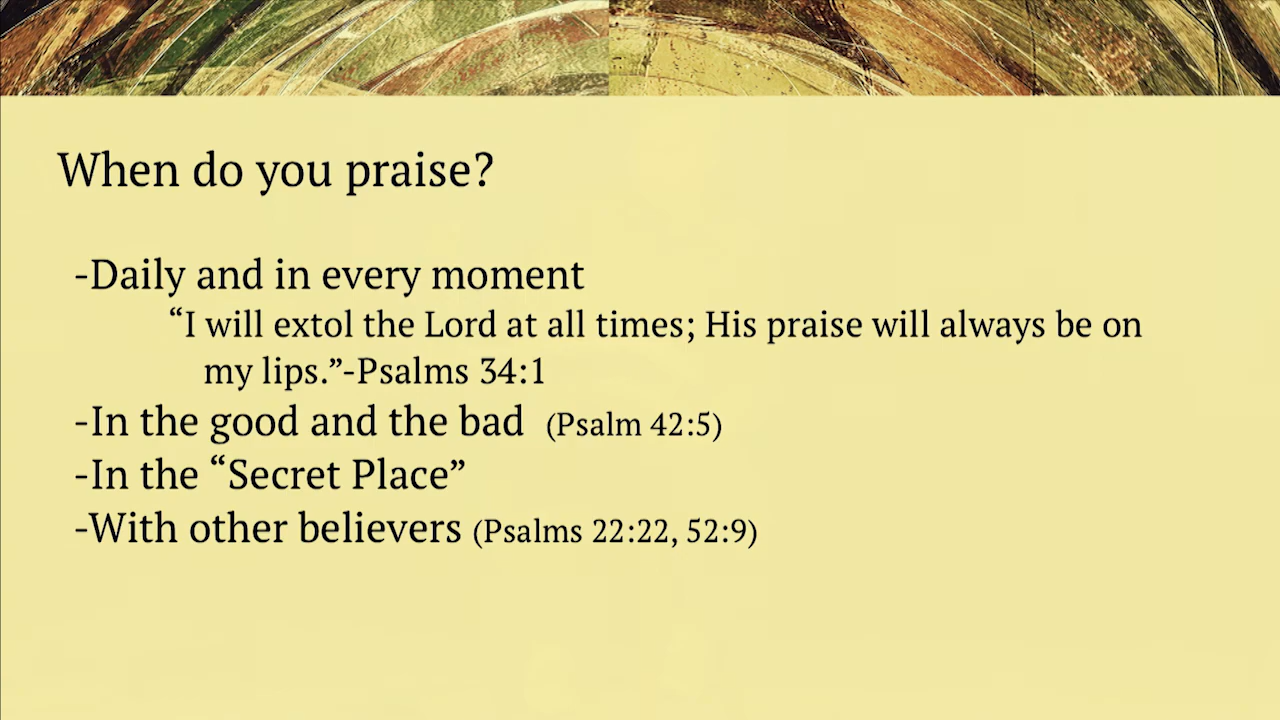 When do you praise?
-Daily and in every moment
“I will extol the Lord at all times; His praise will always be on
my lips.”-Psalms 34:1
-In the good and the bad (Psalm 42:5)
-In the “Secret Place”
-With other believers (Psalms 22:22, 52:9)